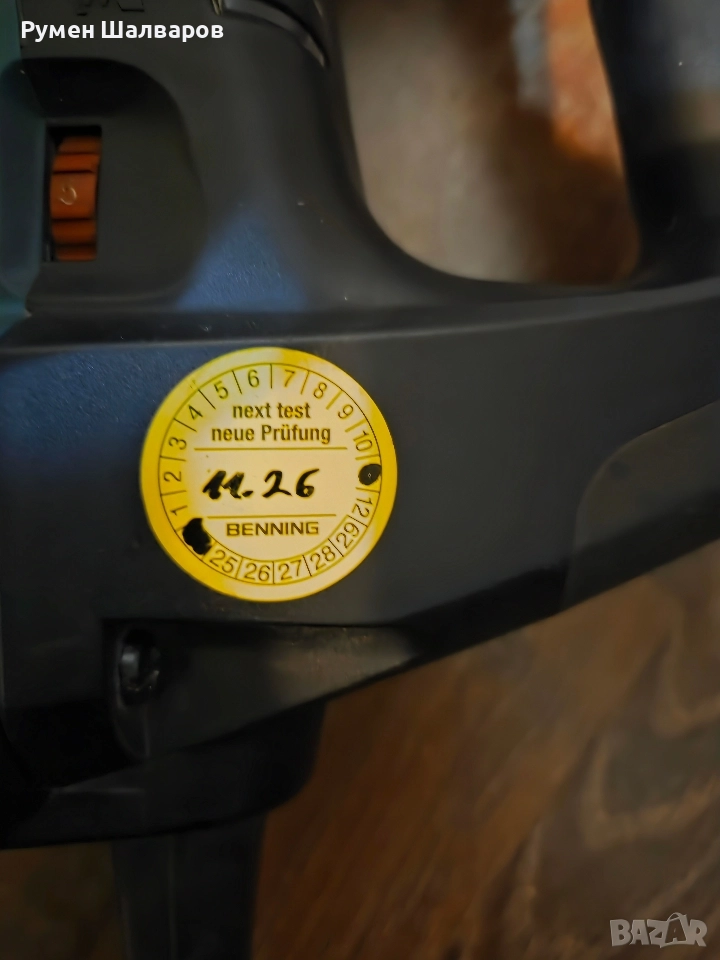 Румен Шалваров
1 2 3 4 5 6 7 8 9 10 12
next test
neue Prüfung
11.26
BENNING
25 26 27 28 29
BAZAR